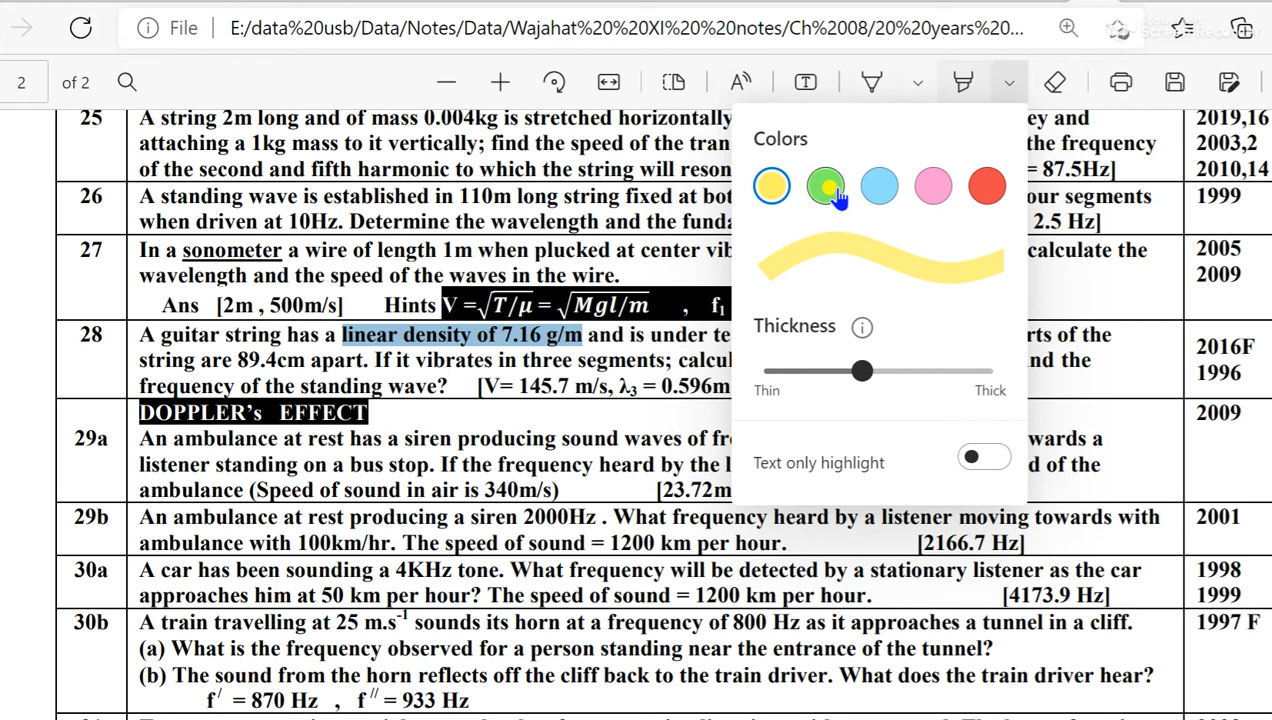 File E:/data%20usb/Data/Notes/Data/Wajahat%20%20XI%20%20notes/Ch%2008/20%20years%20...
2 of 2
Colors
Thickness
Thin Thick
Text only highlight
25 A string 2m long and of mass 0.004kg is stretched horizontally ey and 2019,16
attaching a 1kg mass to it vertically; find the speed of the tran the frequency 2003,2
of the second and fifth harmonic to which the string will reson = 87.5Hz] 2010,14
26 A standing wave is established in 110m long string fixed at bot our segments 1999
when driven at 10Hz. Determine the wavelength and the funda 2.5 Hz]
27 In a sonometer a wire of length 1m when plucked at center vib calculate the 2005
wavelength and the speed of the waves in the wire. 2009
Ans [2m , 500m/s] Hints V =√T/μ = √Mgl/m , f₁
28 A guitar string has a linear density of 7.16 g/m and is under te rts of the 2016F
string are 89.4cm apart. If it vibrates in three segments; calcu nd the 1996
frequency of the standing wave? [V= 145.7 m/s, λ₃ = 0.596m
DOPPLER's EFFECT 2009
29a An ambulance at rest has a siren producing sound waves of fr wards a
listener standing on a bus stop. If the frequency heard by the l d of the
ambulance (Speed of sound in air is 340m/s) [23.72m
29b An ambulance at rest producing a siren 2000Hz . What frequency heard by a listener moving towards with 2001
ambulance with 100km/hr. The speed of sound = 1200 km per hour. [2166.7 Hz]
30a A car has been sounding a 4KHz tone. What frequency will be detected by a stationary listener as the car 1998
approaches him at 50 km per hour? The speed of sound = 1200 km per hour. [4173.9 Hz] 1999
30b A train travelling at 25 m.s⁻¹ sounds its horn at a frequency of 800 Hz as it approaches a tunnel in a cliff. 1997 F
(a) What is the frequency observed for a person standing near the entrance of the tunnel?
(b) The sound from the horn reflects off the cliff back to the train driver. What does the train driver hear?
f′ = 870 Hz , f″ = 933 Hz